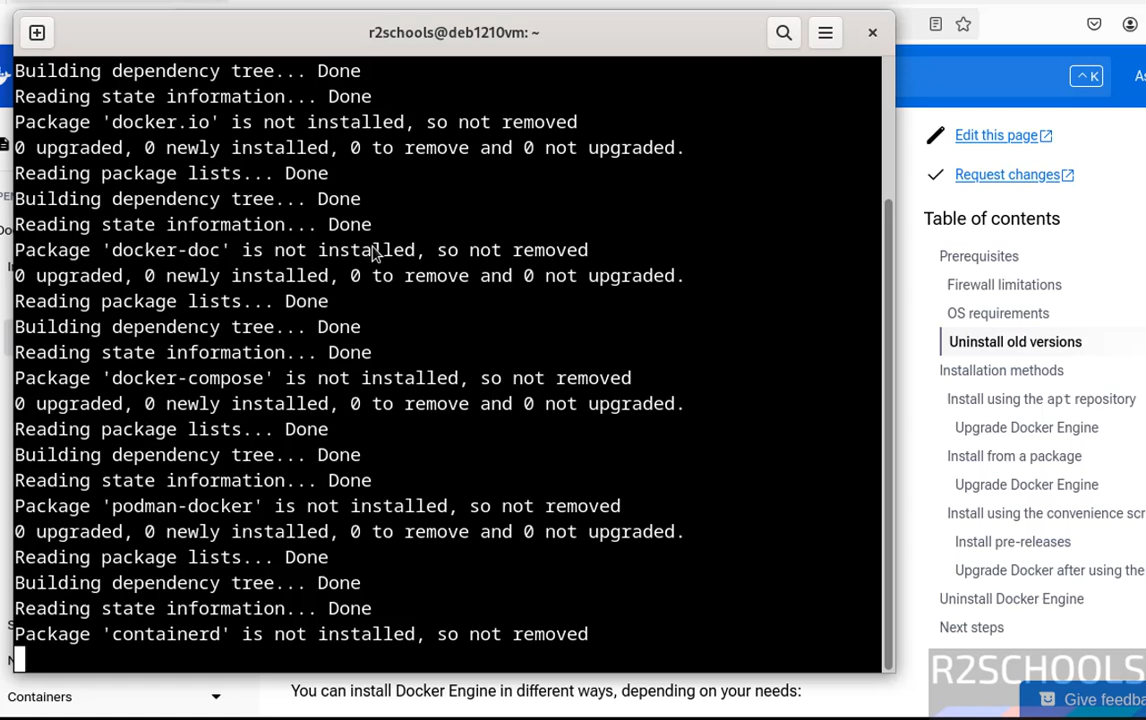 r2schools@deb1210vm: ~
Building dependency tree... Done
Reading state information... Done
Package 'docker.io' is not installed, so not removed
0 upgraded, 0 newly installed, 0 to remove and 0 not upgraded.
Reading package lists... Done
Building dependency tree... Done
Reading state information... Done
Package 'docker-doc' is not installed, so not removed
0 upgraded, 0 newly installed, 0 to remove and 0 not upgraded.
Reading package lists... Done
Building dependency tree... Done
Reading state information... Done
Package 'docker-compose' is not installed, so not removed
0 upgraded, 0 newly installed, 0 to remove and 0 not upgraded.
Reading package lists... Done
Building dependency tree... Done
Reading state information... Done
Package 'podman-docker' is not installed, so not removed
0 upgraded, 0 newly installed, 0 to remove and 0 not upgraded.
Reading package lists... Done
Building dependency tree... Done
Reading state information... Done
Package 'containerd' is not installed, so not removed
^ K
Edit this page
Request changes
Table of contents
Prerequisites
Firewall limitations
OS requirements
Uninstall old versions
Installation methods
Install using the apt repository
Upgrade Docker Engine
Install from a package
Upgrade Docker Engine
Install using the convenience scr
Install pre-releases
Upgrade Docker after using the
Uninstall Docker Engine
Next steps
R2SCHOOLS
Give feedba
Containers
You can install Docker Engine in different ways, depending on your needs: